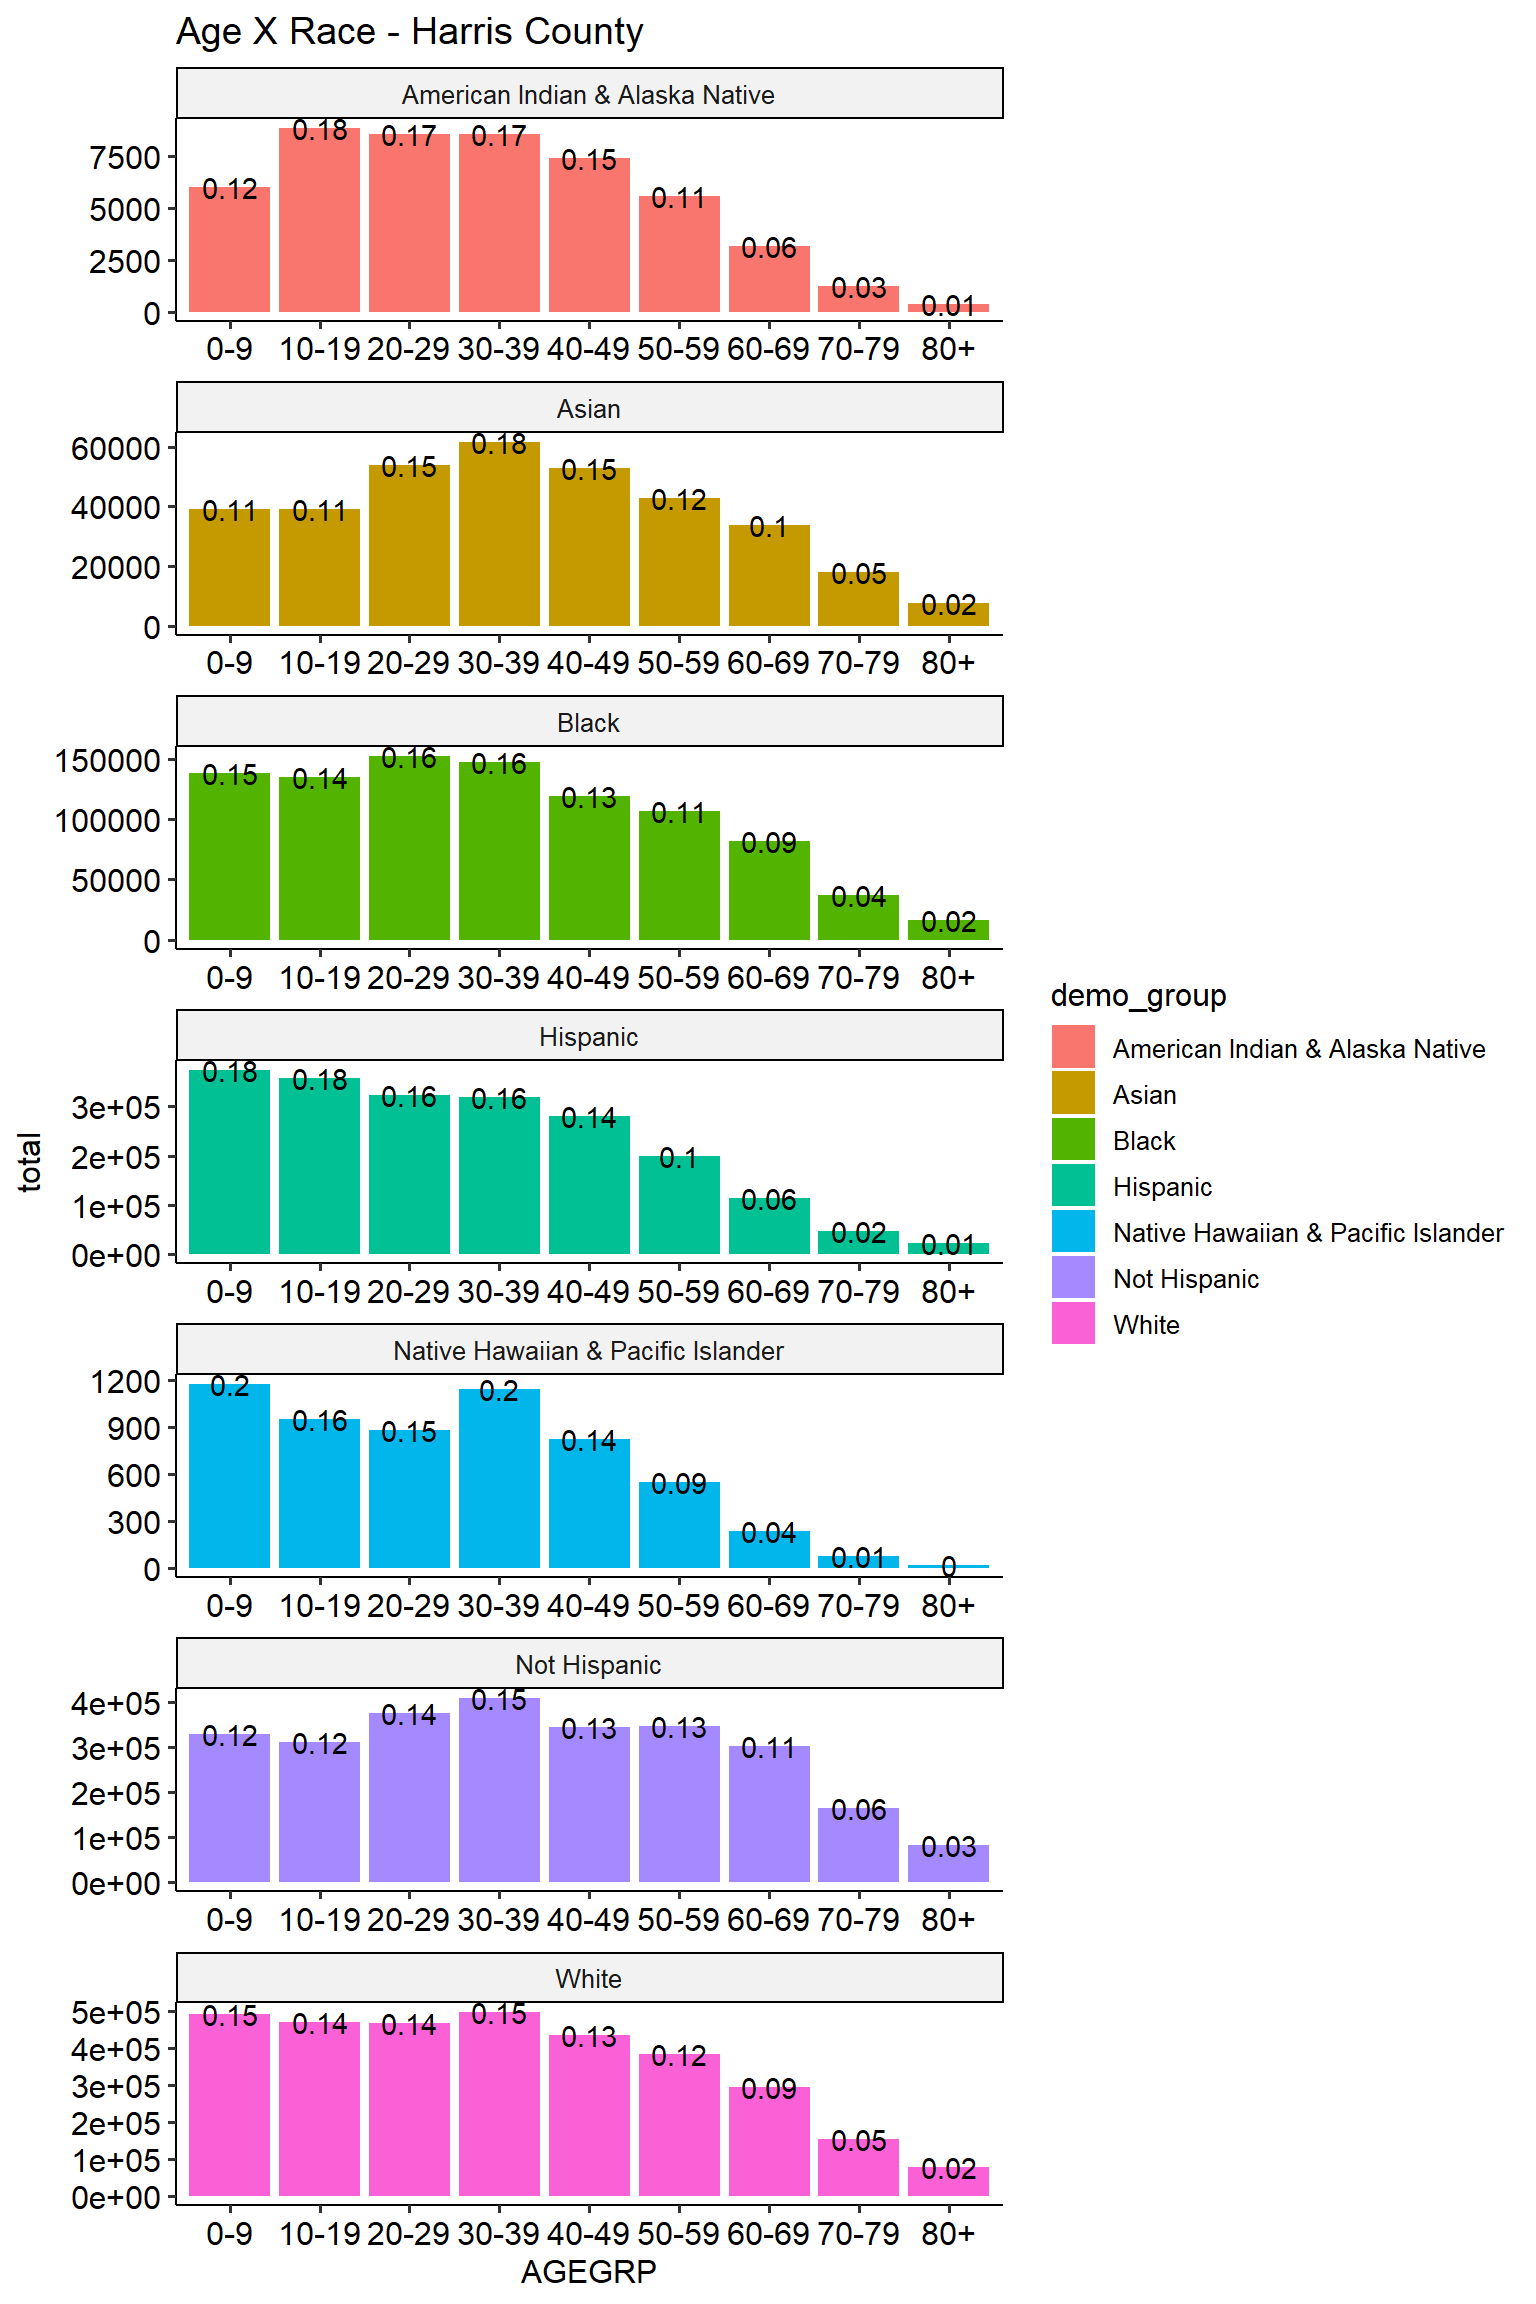 Age X Race - Harris County
American Indian & Alaska Native
7500
5000
2500
0
0.12 0.18 0.17 0.17 0.15 0.11 0.06 0.03 0.01
0-9 10-19 20-29 30-39 40-49 50-59 60-69 70-79 80+
Asian
60000
40000
20000
0
0.11 0.11 0.15 0.18 0.15 0.12 0.1 0.05 0.02
0-9 10-19 20-29 30-39 40-49 50-59 60-69 70-79 80+
Black
150000
100000
50000
0
0.15 0.14 0.16 0.16 0.13 0.11 0.09 0.04 0.02
0-9 10-19 20-29 30-39 40-49 50-59 60-69 70-79 80+
Hispanic
3e+05
2e+05
1e+05
0e+00
0.18 0.18 0.16 0.16 0.14 0.1 0.06 0.02 0.01
0-9 10-19 20-29 30-39 40-49 50-59 60-69 70-79 80+
Native Hawaiian & Pacific Islander
1200
900
600
300
0
0.2 0.16 0.15 0.2 0.14 0.09 0.04 0.01 0
0-9 10-19 20-29 30-39 40-49 50-59 60-69 70-79 80+
Not Hispanic
4e+05
3e+05
2e+05
1e+05
0e+00
0.12 0.12 0.14 0.15 0.13 0.13 0.11 0.06 0.03
0-9 10-19 20-29 30-39 40-49 50-59 60-69 70-79 80+
White
5e+05
4e+05
3e+05
2e+05
1e+05
0e+00
0.15 0.14 0.14 0.15 0.13 0.12 0.09 0.05 0.02
0-9 10-19 20-29 30-39 40-49 50-59 60-69 70-79 80+
AGEGRP
total
demo_group
American Indian & Alaska Native
Asian
Black
Hispanic
Native Hawaiian & Pacific Islander
Not Hispanic
White